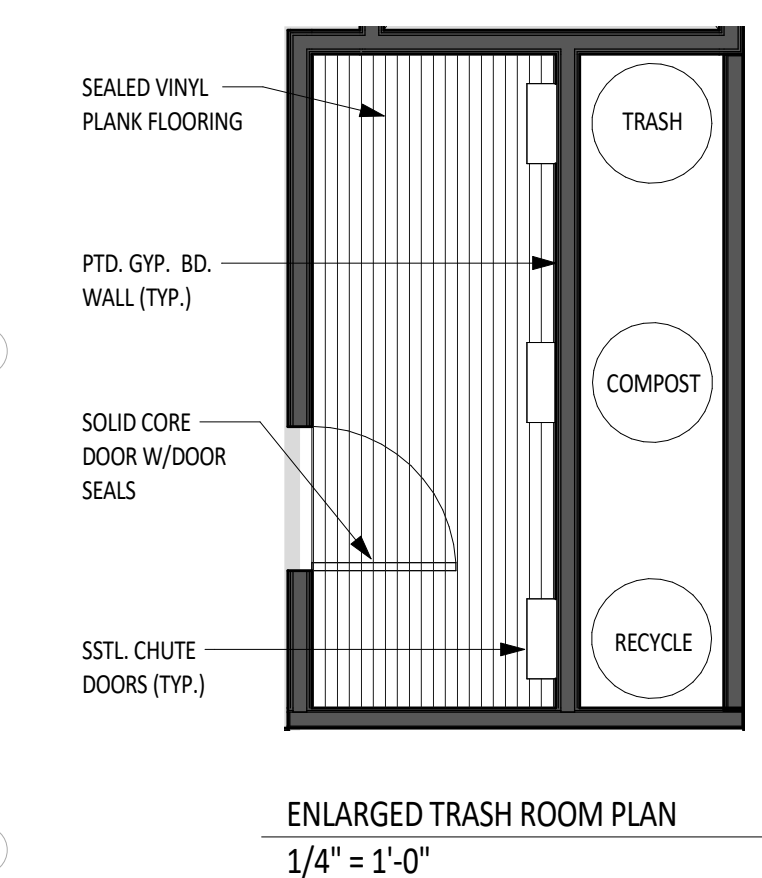 SEALED VINYL
PLANK FLOORING
TRASH
PTD. GYP. BD.
WALL (TYP.)
COMPOST
SOLID CORE
DOOR W/DOOR
SEALS
RECYCLE
SSTL. CHUTE
DOORS (TYP.)
ENLARGED TRASH ROOM PLAN
1/4" = 1'-0"